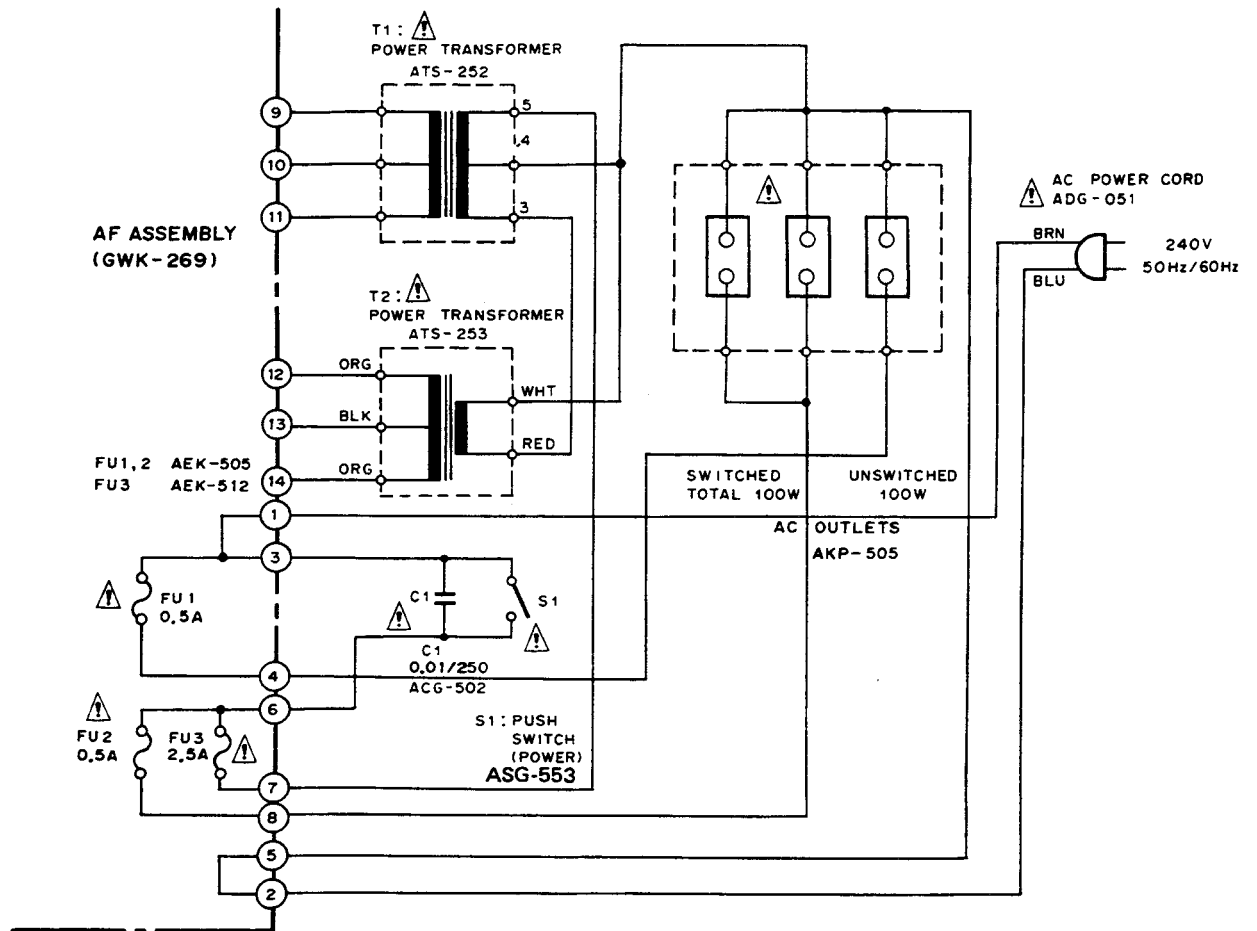 T1: ⚠
POWER TRANSFORMER
ATS-252
9
10
11
5
4
3
AF ASSEMBLY
(GWK-269)
T2: ⚠
POWER TRANSFORMER
ATS-253
12
13
14
ORG
BLK
ORG
WHT
RED
FU1,2 AEK-505
FU3 AEK-512
⚠
⚠ AC POWER CORD
ADG-051
BRN
BLU
240V
50Hz/60Hz
SWITCHED
TOTAL 100W
UNSWITCHED
100W
AC OUTLETS
AKP-505
1
3
⚠ FU1
0,5A
C1
⚠
S1
⚠
C1
0,01/250
ACG-502
4
6
⚠
FU2
0,5A
FU3
2,5A
⚠
S1: PUSH
SWITCH
(POWER)
ASG-553
7
8
5
2